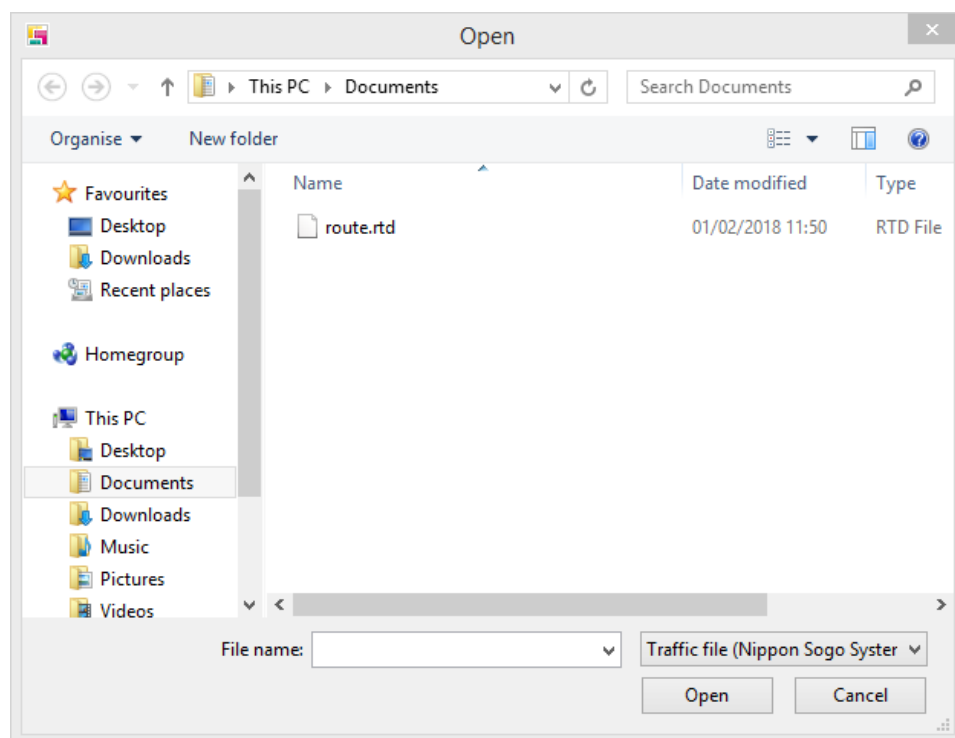 Open
This PC Documents
Search Documents
Organise New folder
Name Date modified Type
Favourites
route.rtd 01/02/2018 11:50 RTD File
Desktop
Downloads
Recent places
Homegroup
This PC
Desktop
Documents
Downloads
Music
Pictures
Videos
File name: Traffic file (Nippon Sogo Syster
Open Cancel